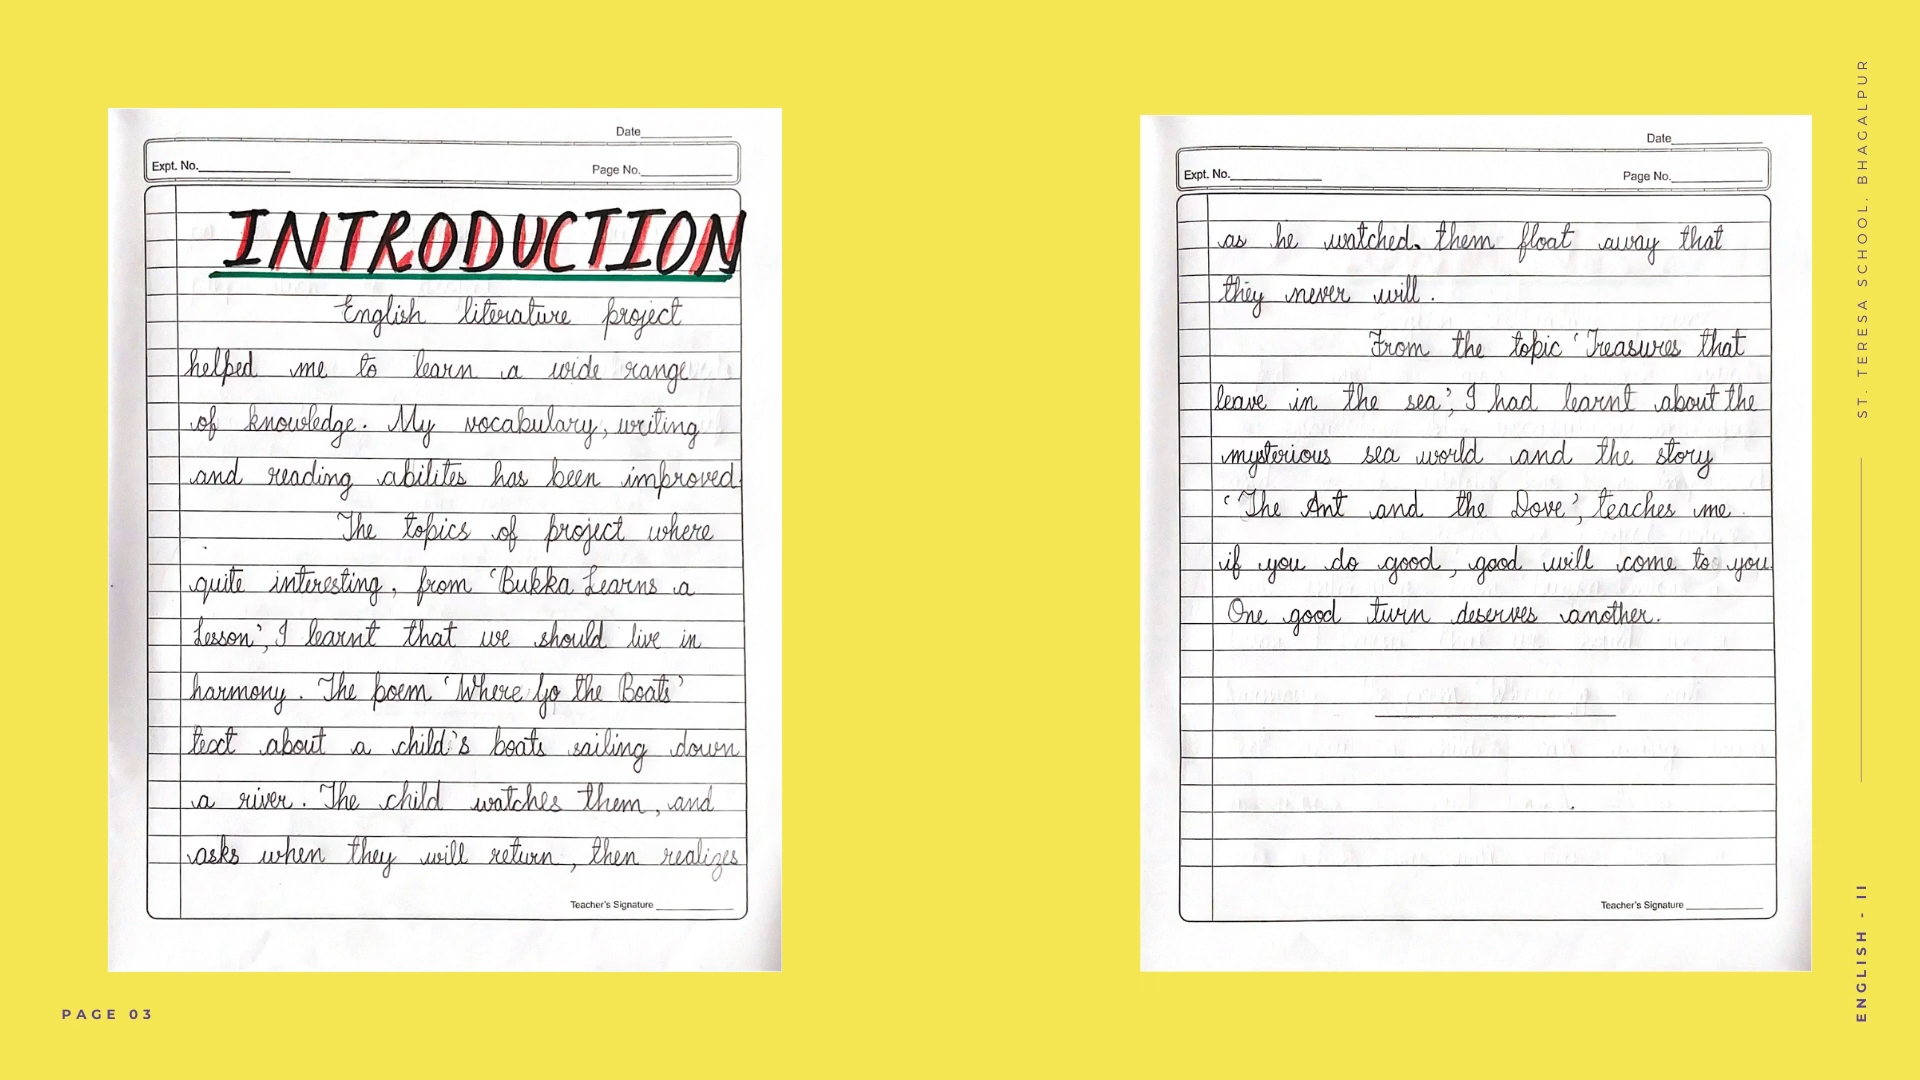 Date
Expt. No.
Page No.
INTRODUCTION
English literature project
helped me to learn a wide range
of knowledge. My vocabulary, writing
and reading abilites has been improved.
The topics of project where
quite interesting, from 'Bukka Learns a
Lesson', I learnt that we should live in
harmony. The poem 'Where Go the Boats'
text about a child's boats sailing down
a river. The child watches them, and
asks when they will return, then realizes
Teacher's Signature
Date
Expt. No.
Page No.
as he watched. them float away that
they never will.
From the topic 'Treasures that
leave in the sea', I had learnt about the
mysterious sea world and the story
'The Ant and the Dove', teaches me
if you do good, good will come to you.
One good turn deserves another.
Teacher's Signature
ST. TERESA SCHOOL, BHAGALPUR
ENGLISH - II
PAGE 03